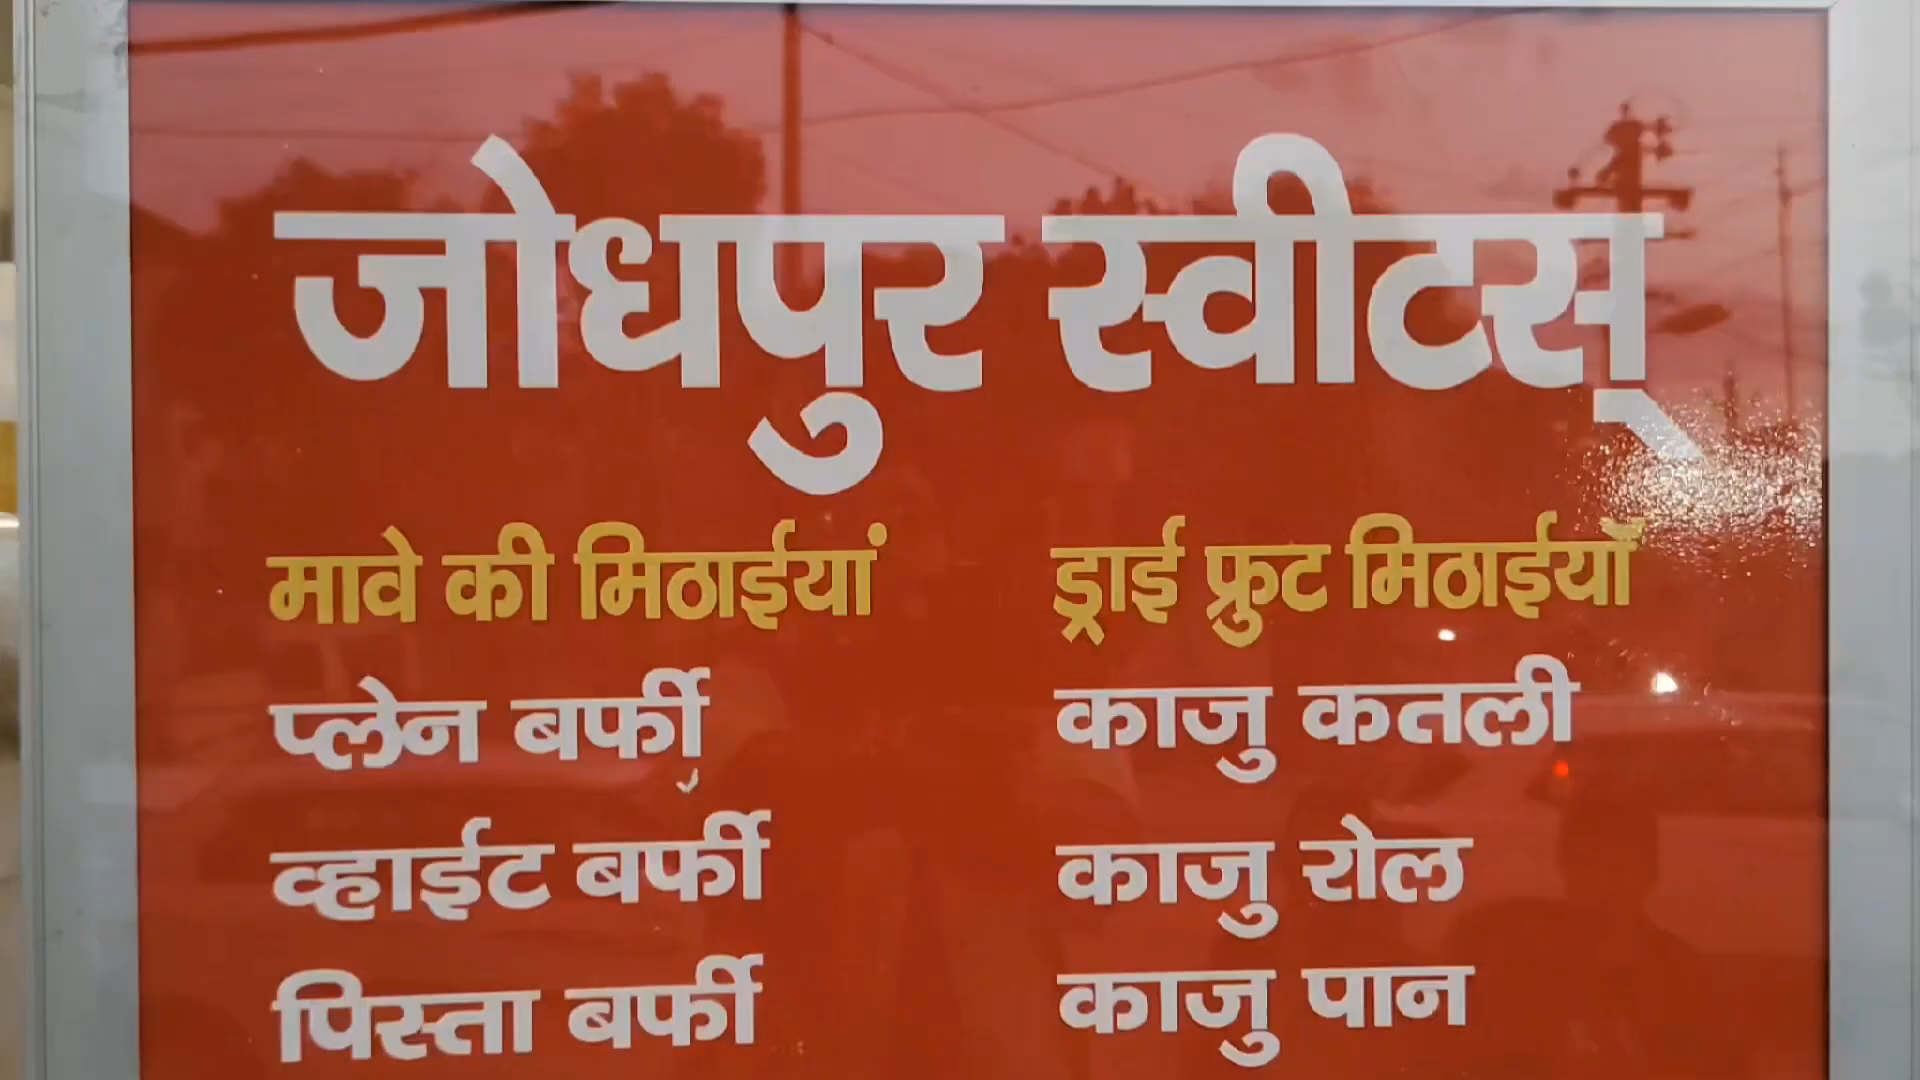 जोधपुर स्वीटस्
मावे की मिठाईयां
प्लेन बर्फी
व्हाईट बर्फी
पिस्ता बर्फी
ड्राई फ्रुट मिठाईयाँ
काजु कतली
काजु रोल
काजु पान